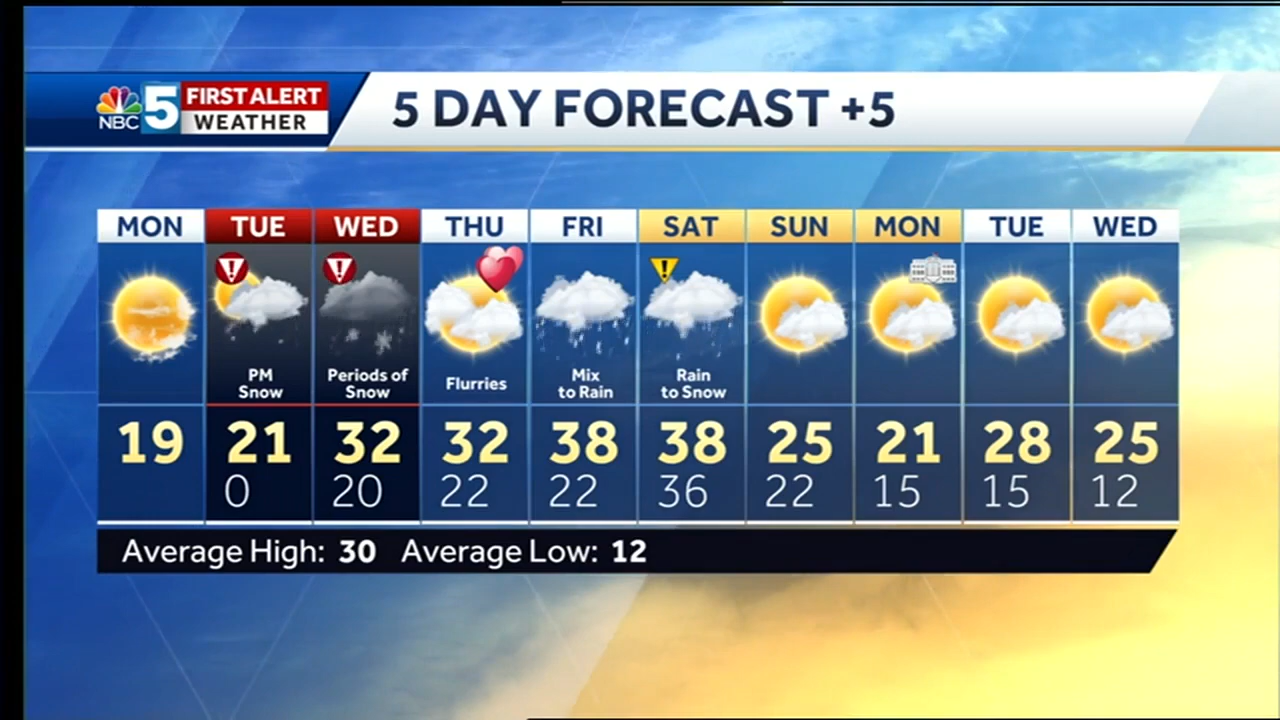 NBC 5 FIRST ALERT WEATHER
5 DAY FORECAST +5
MON TUE WED THU FRI SAT SUN MON TUE WED
! ! !
PM Periods of Mix Rain
Snow Snow Flurries to Rain to Snow
19 21 32 32 38 38 25 21 28 25
0 20 22 22 36 22 15 15 12
Average High: 30 Average Low: 12